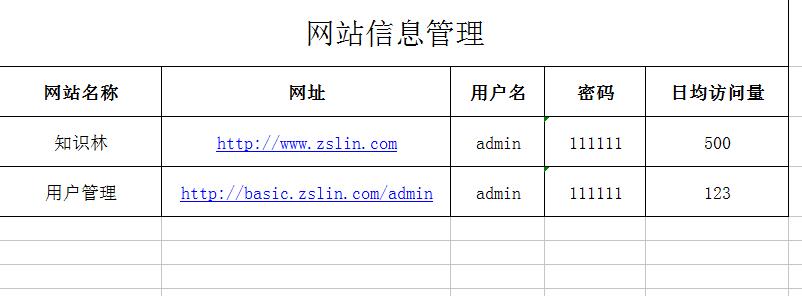 网站信息管理
网站名称 网址 用户名 密码 日均访问量
知识林 http://www.zslin.com admin 111111 500
用户管理 http://basic.zslin.com/admin admin 111111 123